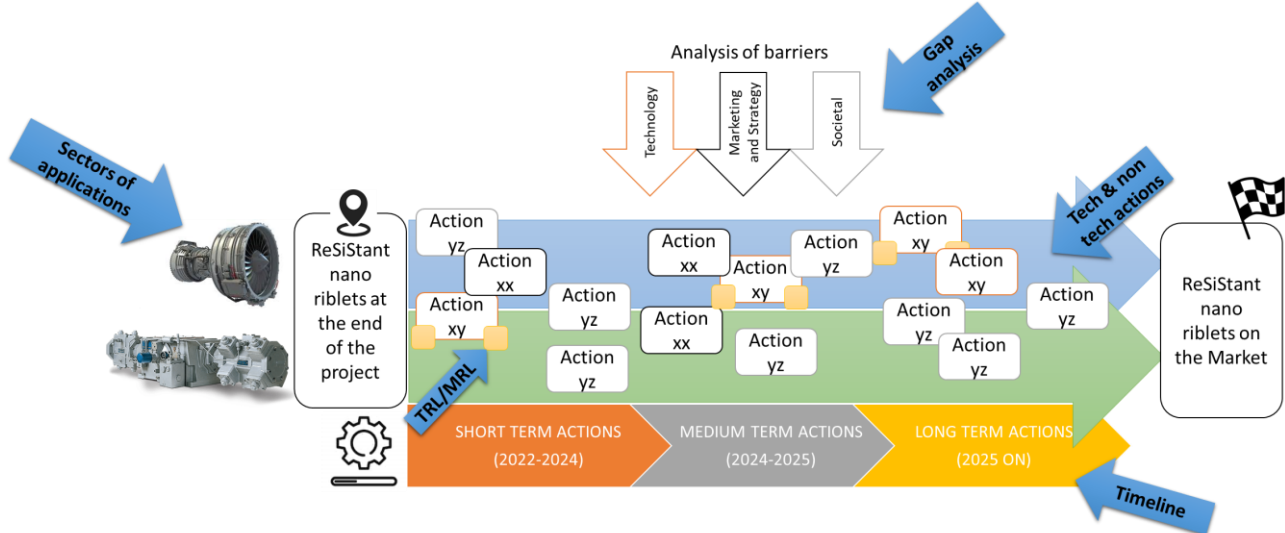 Analysis of barriers
Technology
Marketing
and Strategy
Societal
Gap
analysis
Sectors of
applications
Tech & non
tech actions
ReSiStant
nano
riblets at
the end
of the
project
Action
yz
Action
xx
Action
xy
Action
yz
Action
yz
Action
xx
Action
xy
Action
yz
Action
xx
Action
yz
Action
xy
Action
xy
Action
yz
Action
yz
Action
yz
ReSiStant
nano
riblets on
the Market
TRL/MRL
SHORT TERM ACTIONS
(2022-2024)
MEDIUM TERM ACTIONS
(2024-2025)
LONG TERM ACTIONS
(2025 ON)
Timeline